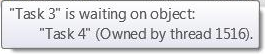 "Task 3" is waiting on object:
"Task 4" (Owned by thread 1516).